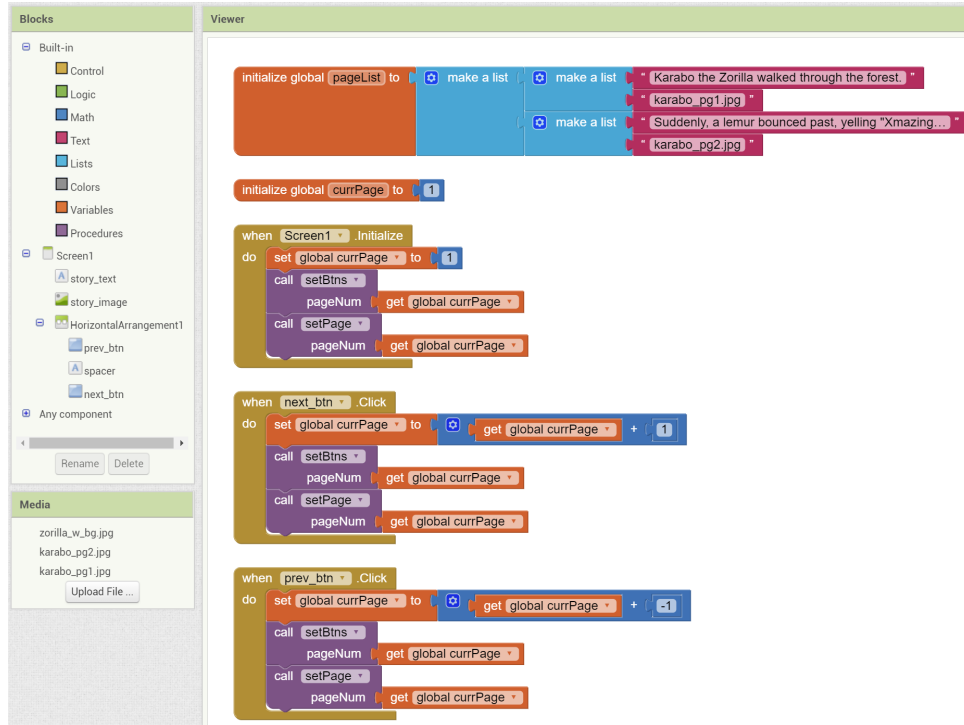 Blocks
Built-in
Control
Logic
Math
Text
Lists
Colors
Variables
Procedures
Screen1
story_text
story_image
HorizontalArrangement1
prev_btn
spacer
next_btn
Any component
Rename Delete
Media
zorilla_w_bg.jpg
karabo_pg2.jpg
karabo_pg1.jpg
Upload File ...
Viewer
initialize global pageList to make a list make a list " Karabo the Zorilla walked through the forest. "
" karabo_pg1.jpg "
make a list " Suddenly, a lemur bounced past, yelling "Xmazing... "
" karabo_pg2.jpg "
initialize global currPage to 1
when Screen1 .Initialize
do set global currPage to 1
call setBtns
pageNum get global currPage
call setPage
pageNum get global currPage
when next_btn .Click
do set global currPage to get global currPage + 1
call setBtns
pageNum get global currPage
call setPage
pageNum get global currPage
when prev_btn .Click
do set global currPage to get global currPage + -1
call setBtns
pageNum get global currPage
call setPage
pageNum get global currPage